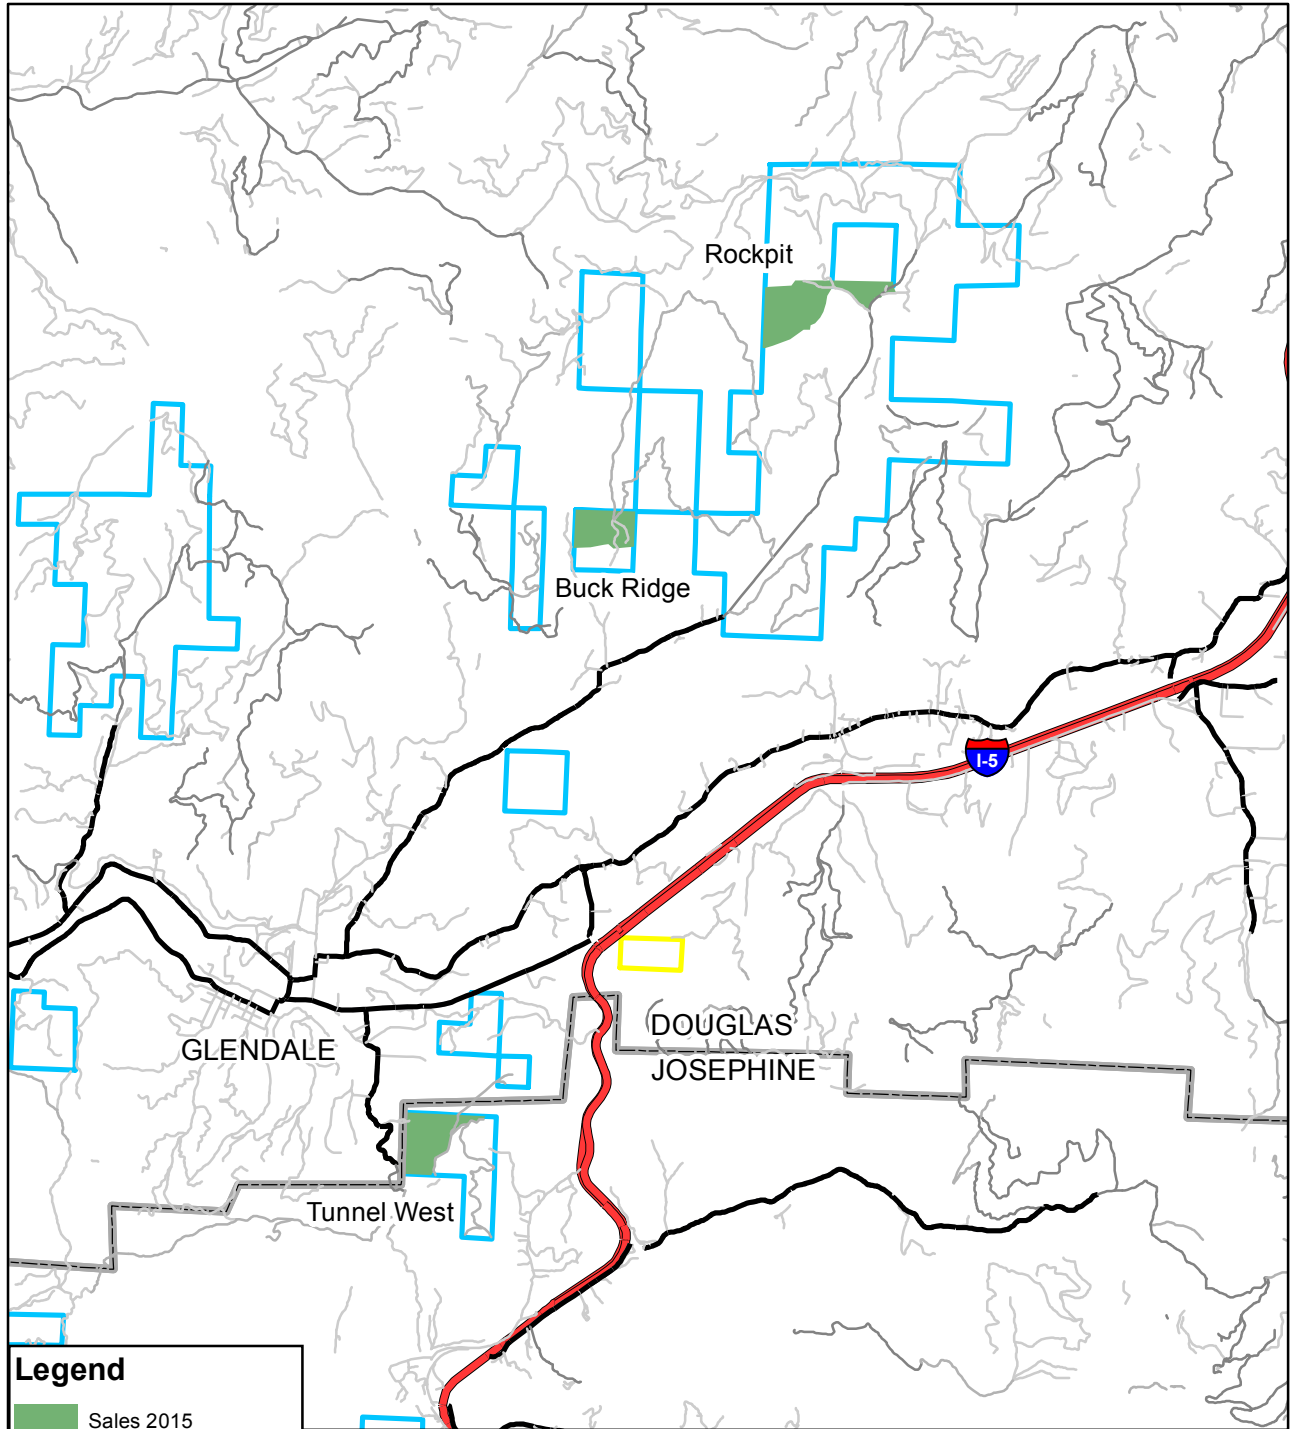 Rockpit
Buck Ridge
I-5
DOUGLAS
GLENDALE
JOSEPHINE
Tunnel West
Legend
Sales 2015